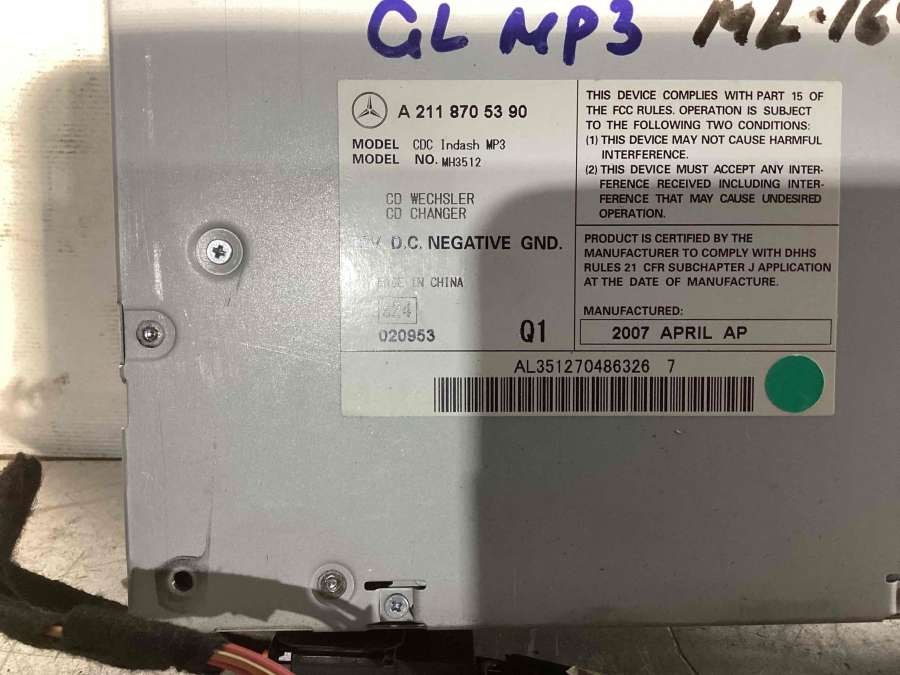 GL MP3 ML-16
A 211 870 53 90
MODEL CDC Indash MP3
MODEL NO. MH3512
CD WECHSLER
CD CHANGER
V D.C. NEGATIVE GND.
IN CHINA
020953
Q1
THIS DEVICE COMPLIES WITH PART 15 OF
THE FCC RULES. OPERATION IS SUBJECT
TO THE FOLLOWING TWO CONDITIONS:
(1) THIS DEVICE MAY NOT CAUSE HARMFUL
INTERFERENCE.
(2) THIS DEVICE MUST ACCEPT ANY INTER-
FERENCE RECEIVED INCLUDING INTER-
FERENCE THAT MAY CAUSE UNDESIRED
OPERATION.
PRODUCT IS CERTIFIED BY THE
MANUFACTURER TO COMPLY WITH DHHS
RULES 21 CFR SUBCHAPTER J APPLICATION
AT THE DATE OF MANUFACTURE.
MANUFACTURED:
2007 APRIL AP
AL351270486326 7